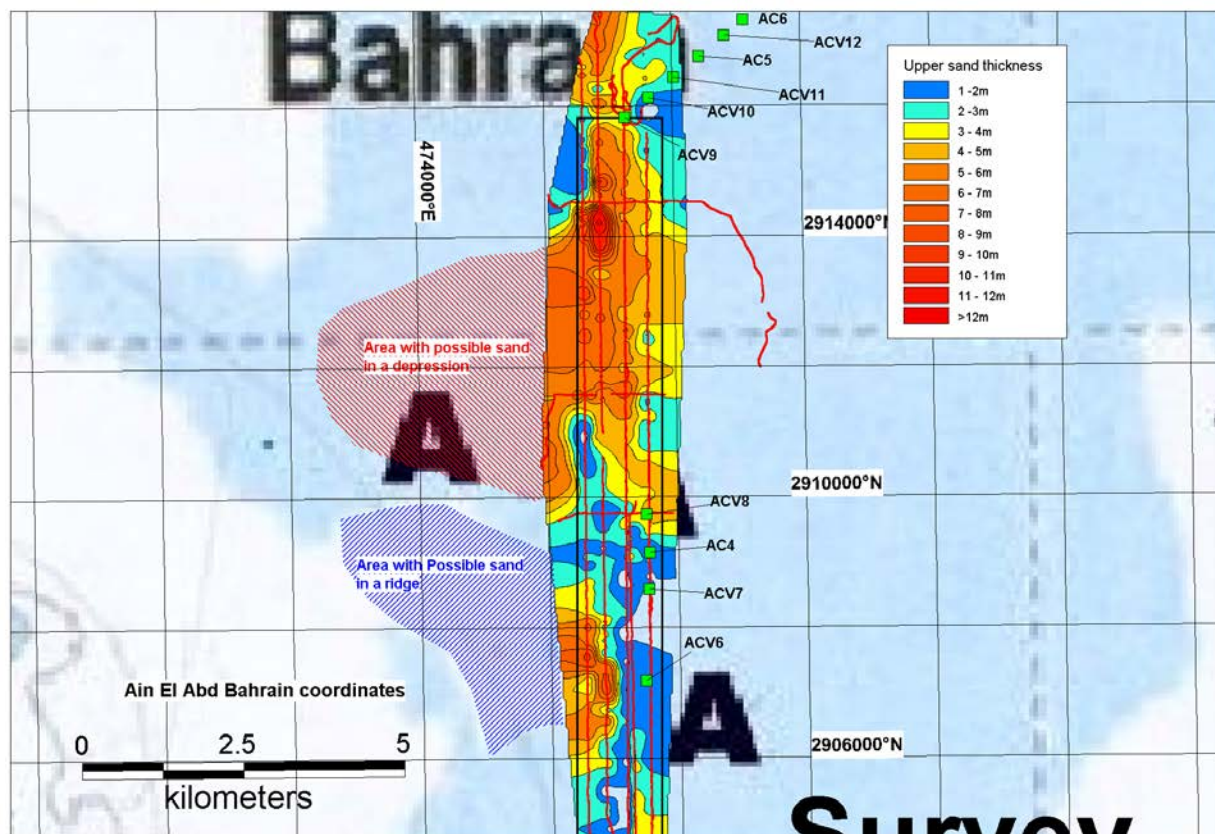 Bahra
AC6
ACV12
AC5
ACV11
ACV10
ACV9
Upper sand thickness
1 -2m
2 -3m
3 - 4m
4 - 5m
5 - 6m
6 - 7m
7 - 8m
8 - 9m
9 - 10m
10 - 11m
11 - 12m
>12m
474000°E
2914000°N
Area with possible sand
in a depression
A
2910000°N
ACV8
AC4
ACV7
Area with Possible sand
in a ridge
ACV6
A
Ain El Abd Bahrain coordinates
2906000°N
0 2.5 5
kilometers
Survey